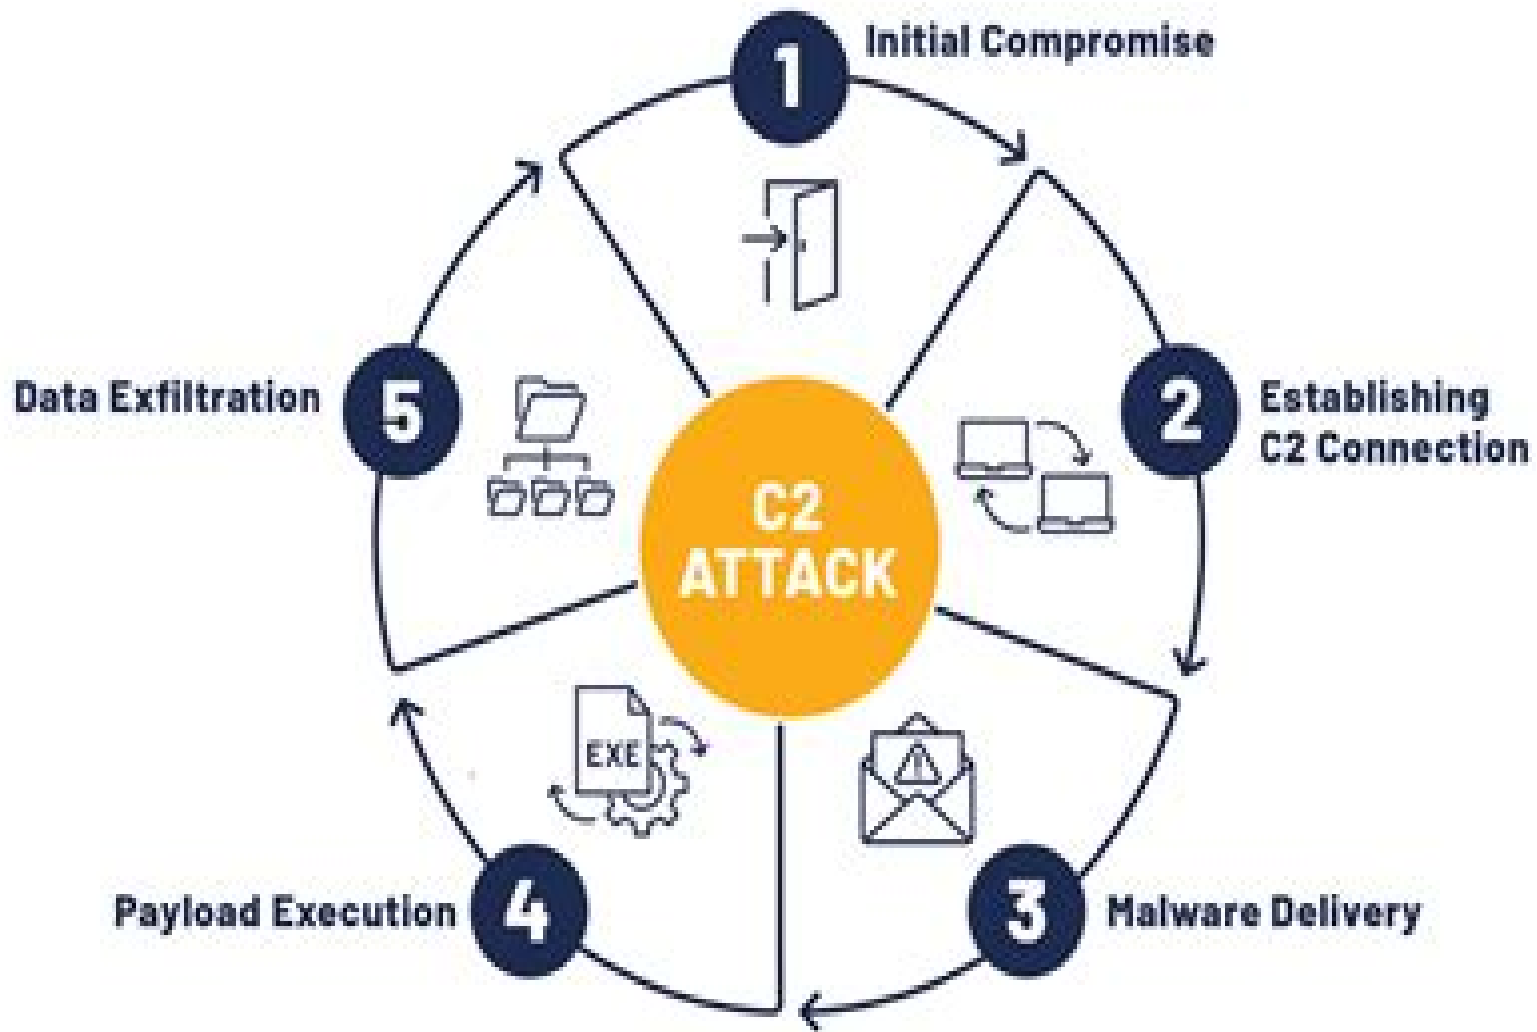 1
Initial Compromise
2
Establishing
C2 Connection
3
Malware Delivery
4
Payload Execution
5
Data Exfiltration
C2
ATTACK
EXE